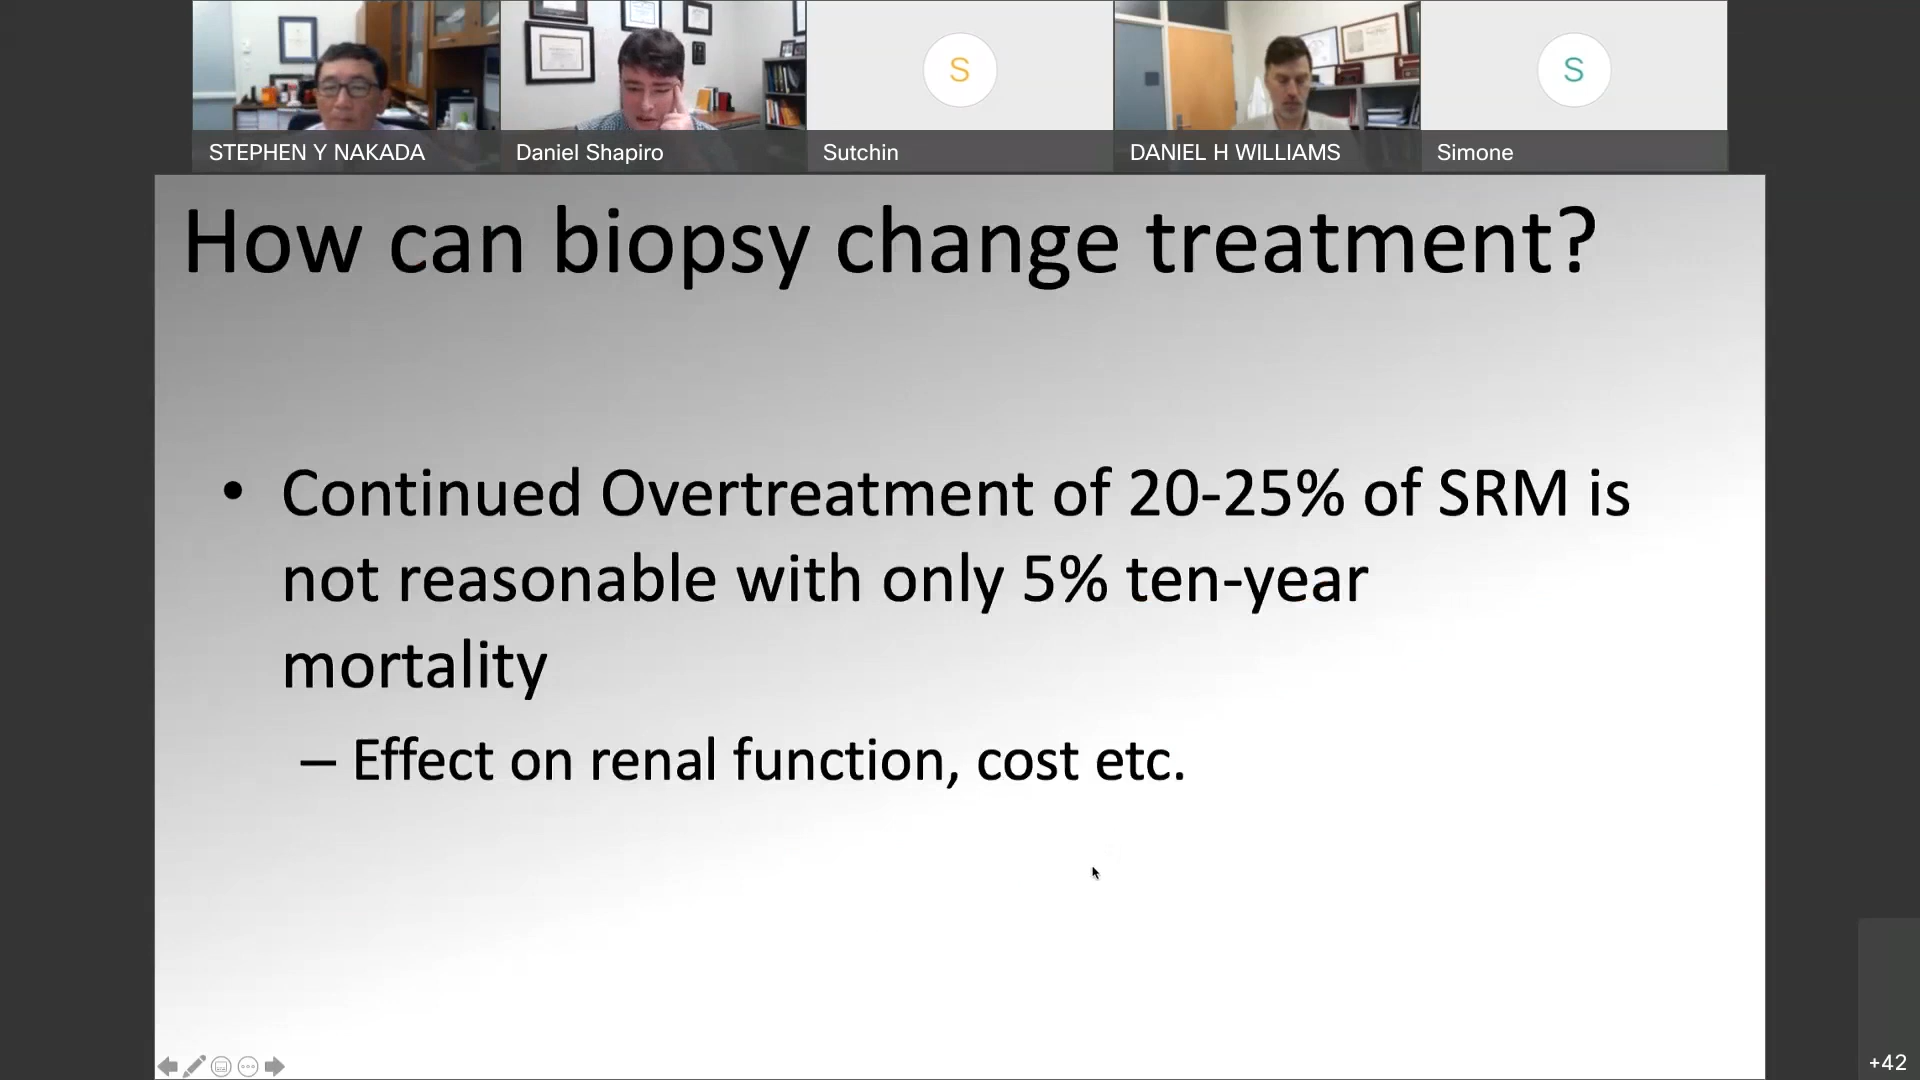 S
S
STEPHEN Y NAKADA
Daniel Shapiro
Sutchin
DANIEL H WILLIAMS
Simone
How can biopsy change treatment?
• Continued Overtreatment of 20-25% of SRM is
not reasonable with only 5% ten-year
mortality
– Effect on renal function, cost etc.
+42